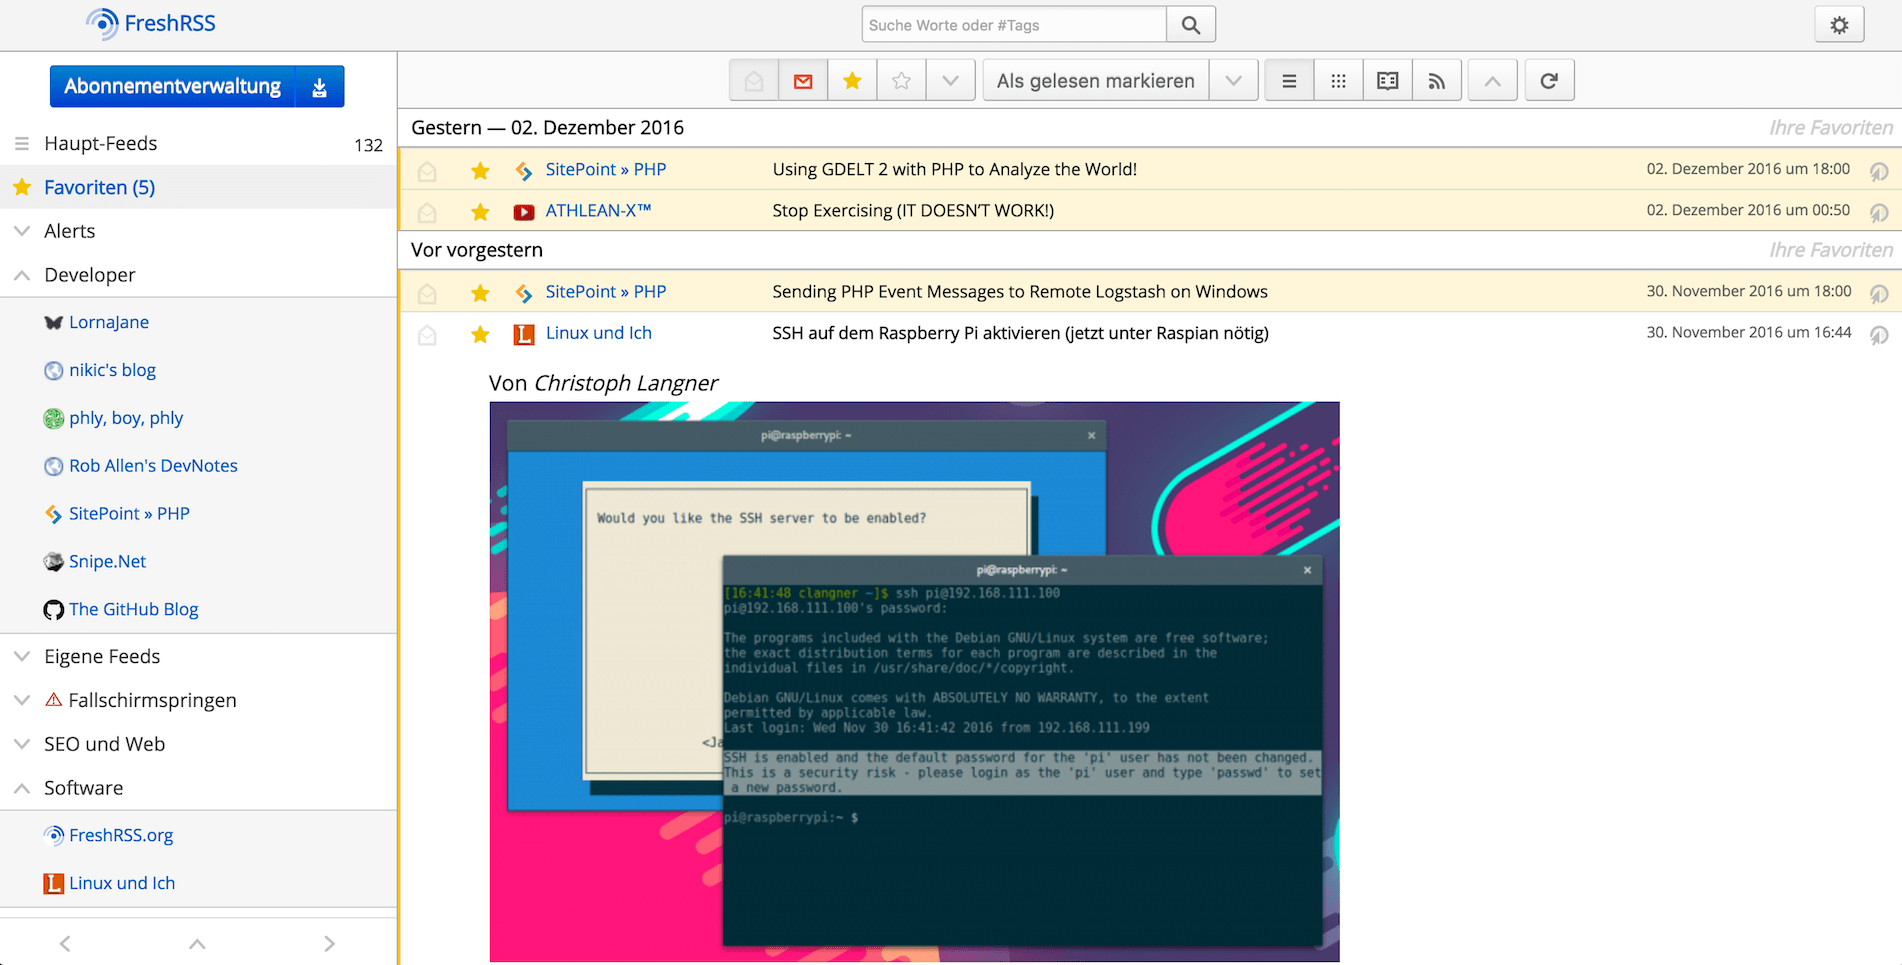 FreshRSS
Suche Worte oder #Tags
Abonnementverwaltung
Als gelesen markieren
Haupt-Feeds 132
Favoriten (5)
Alerts
Developer
LornaJane
nikic's blog
phly, boy, phly
Rob Allen's DevNotes
SitePoint » PHP
Snipe.Net
The GitHub Blog
Eigene Feeds
Fallschirmspringen
SEO und Web
Software
FreshRSS.org
Linux und Ich
Gestern — 02. Dezember 2016 Ihre Favoriten
SitePoint » PHP Using GDELT 2 with PHP to Analyze the World! 02. Dezember 2016 um 18:00
ATHLEAN-X™ Stop Exercising (IT DOESN'T WORK!) 02. Dezember 2016 um 00:50
Vor vorgestern Ihre Favoriten
SitePoint » PHP Sending PHP Event Messages to Remote Logstash on Windows 30. November 2016 um 18:00
Linux und Ich SSH auf dem Raspberry Pi aktivieren (jetzt unter Raspian nötig) 30. November 2016 um 16:44
Von Christoph Langner
pi@raspberrypi: ~
Would you like the SSH server to be enabled?
<Ja
pi@raspberrypi: ~
[16:41:48 clangner ~]$ ssh pi@192.168.111.100
pi@192.168.111.100's password:
The programs included with the Debian GNU/Linux system are free software;
the exact distribution terms for each program are described in the
individual files in /usr/share/doc/*/copyright.
Debian GNU/Linux comes with ABSOLUTELY NO WARRANTY, to the extent
permitted by applicable law.
Last login: Wed Nov 30 16:41:42 2016 from 192.168.111.199
SSH is enabled and the default password for the 'pi' user has not been changed.
This is a security risk - please login as the 'pi' user and type 'passwd' to set
a new password.
pi@raspberrypi:~ $